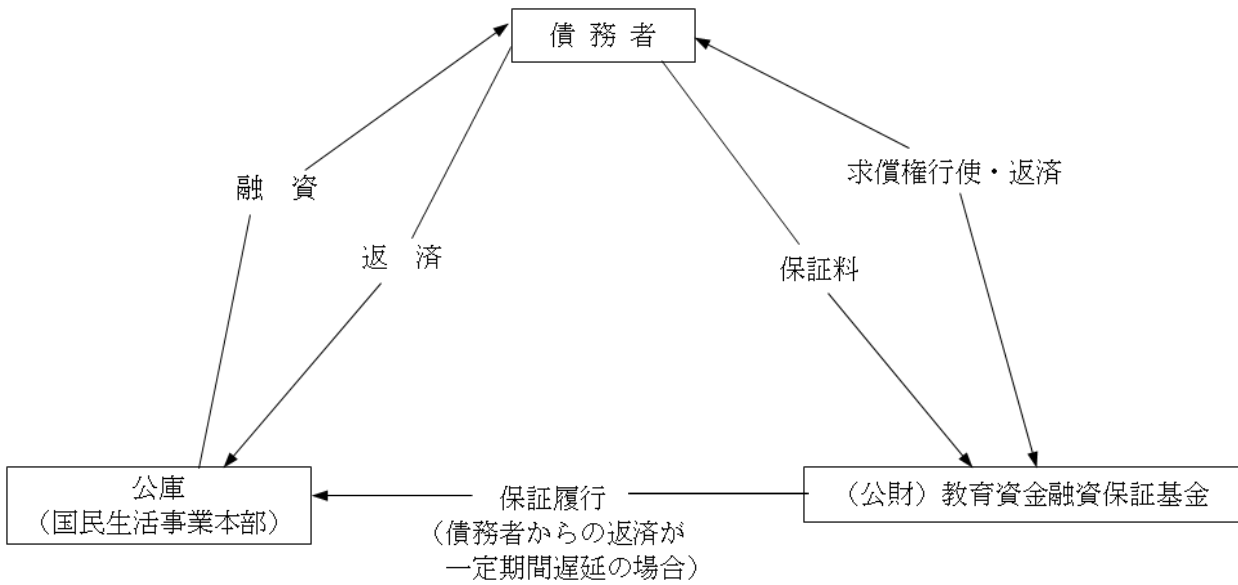 債務者
融資
求償権行使・返済
返済
保証料
公庫
（国民生活事業本部）
保証履行
（債務者からの返済が
一定期間遅延の場合）
（公財）教育資金融資保証基金